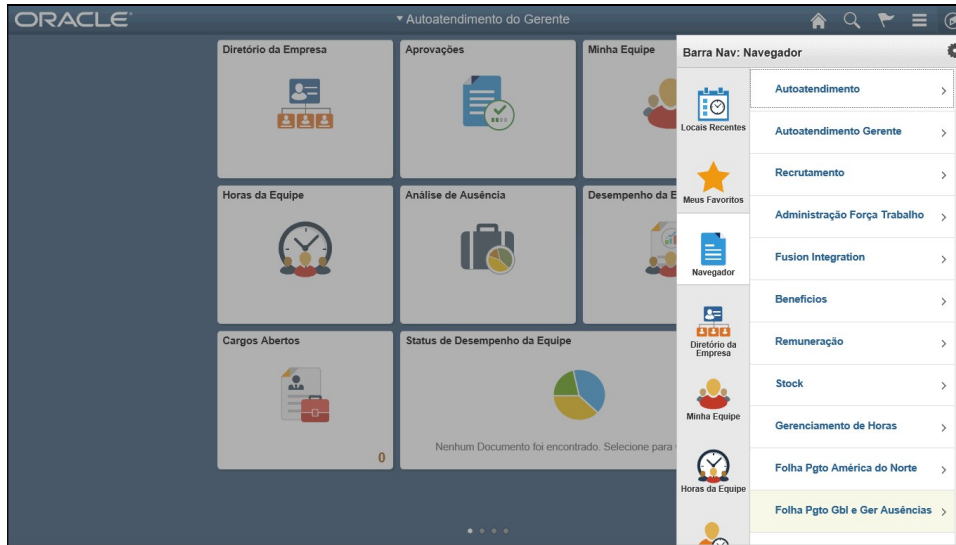 ORACLE
Autoatendimento do Gerente
Diretório da Empresa
Aprovações
Minha Equipe
Horas da Equipe
Análise de Ausência
Desempenho da
Cargos Abertos
0
Status de Desempenho da Equipe
Nenhum Documento foi encontrado. Selecione para
Barra Nav: Navegador
Locais Recentes
Meus Favoritos
Navegador
Diretório da
Empresa
Minha Equipe
Horas da Equipe
Autoatendimento
Autoatendimento Gerente
Recrutamento
Administração Força Trabalho
Fusion Integration
Benefícios
Remuneração
Stock
Gerenciamento de Horas
Folha Pgto América do Norte
Folha Pgto Gbl e Ger Ausências